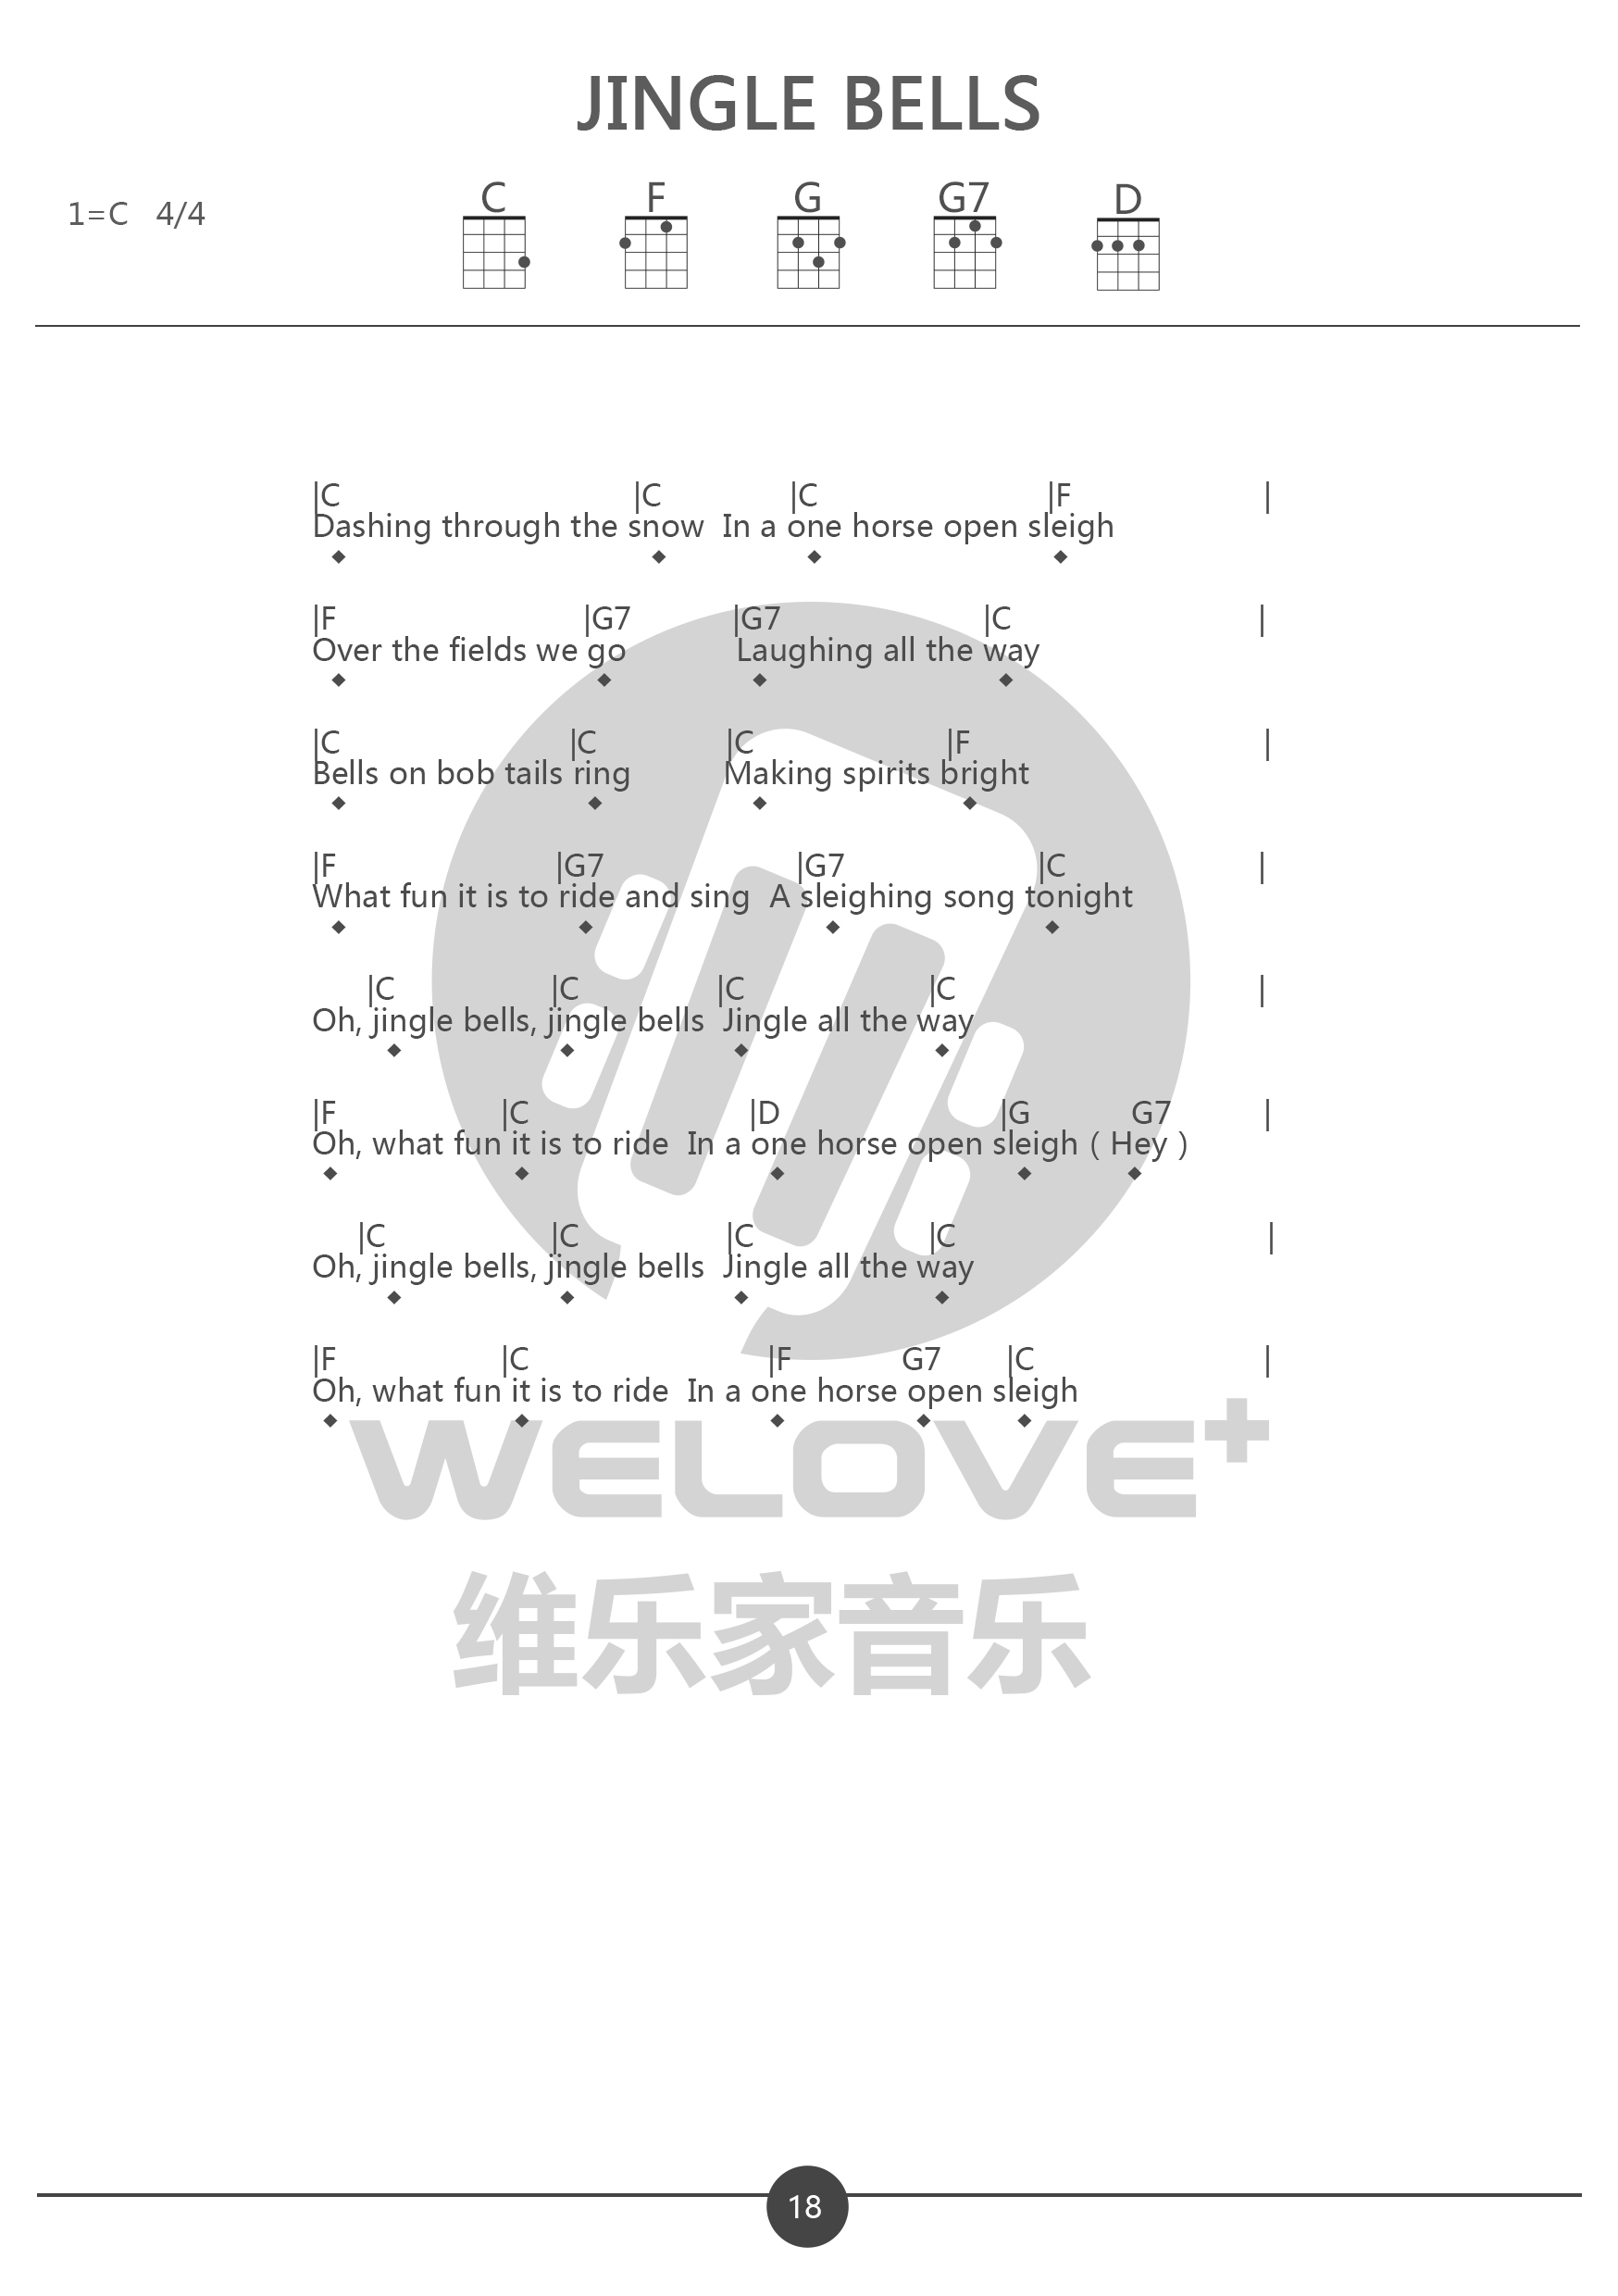 JINGLE BELLS
1=C 4/4
C F G G7 D
|C |C |C |F |
Dashing through the snow In a one horse open sleigh
|F |G7 |G7 |C |
Over the fields we go Laughing all the way
|C |C |C |F |
Bells on bob tails ring Making spirits bright
|F |G7 |G7 |C |
What fun it is to ride and sing A sleighing song tonight
|C |C |C |C |
Oh, jingle bells, jingle bells Jingle all the way
|F |C |D |G G7 |
Oh, what fun it is to ride In a one horse open sleigh ( Hey )
|C |C |C |C |
Oh, jingle bells, jingle bells Jingle all the way
|F |C |F G7 |C |
Oh, what fun it is to ride In a one horse open sleigh
WELOVE+
维乐家音乐
18